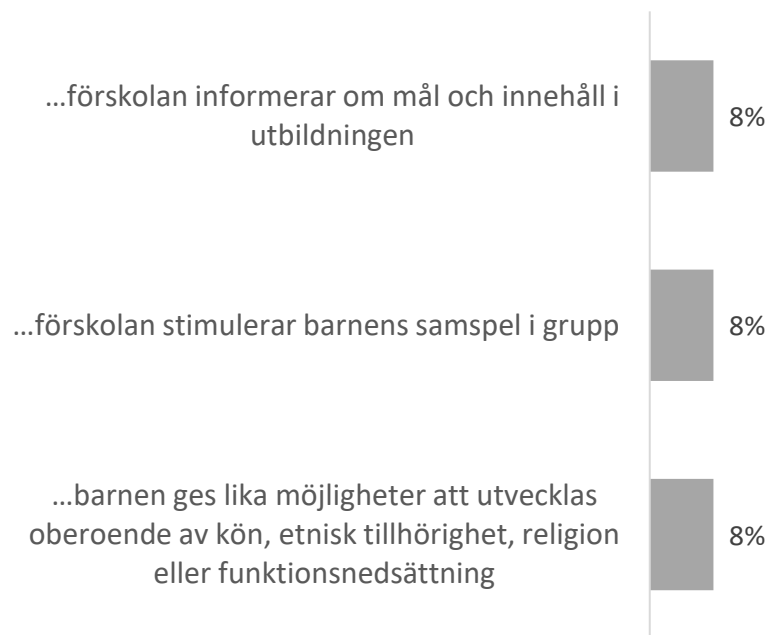 ...förskolan informerar om mål och innehåll i
utbildningen
8%
...förskolan stimulerar barnens samspel i grupp
8%
...barnen ges lika möjligheter att utvecklas
oberoende av kön, etnisk tillhörighet, religion
eller funktionsnedsättning
8%